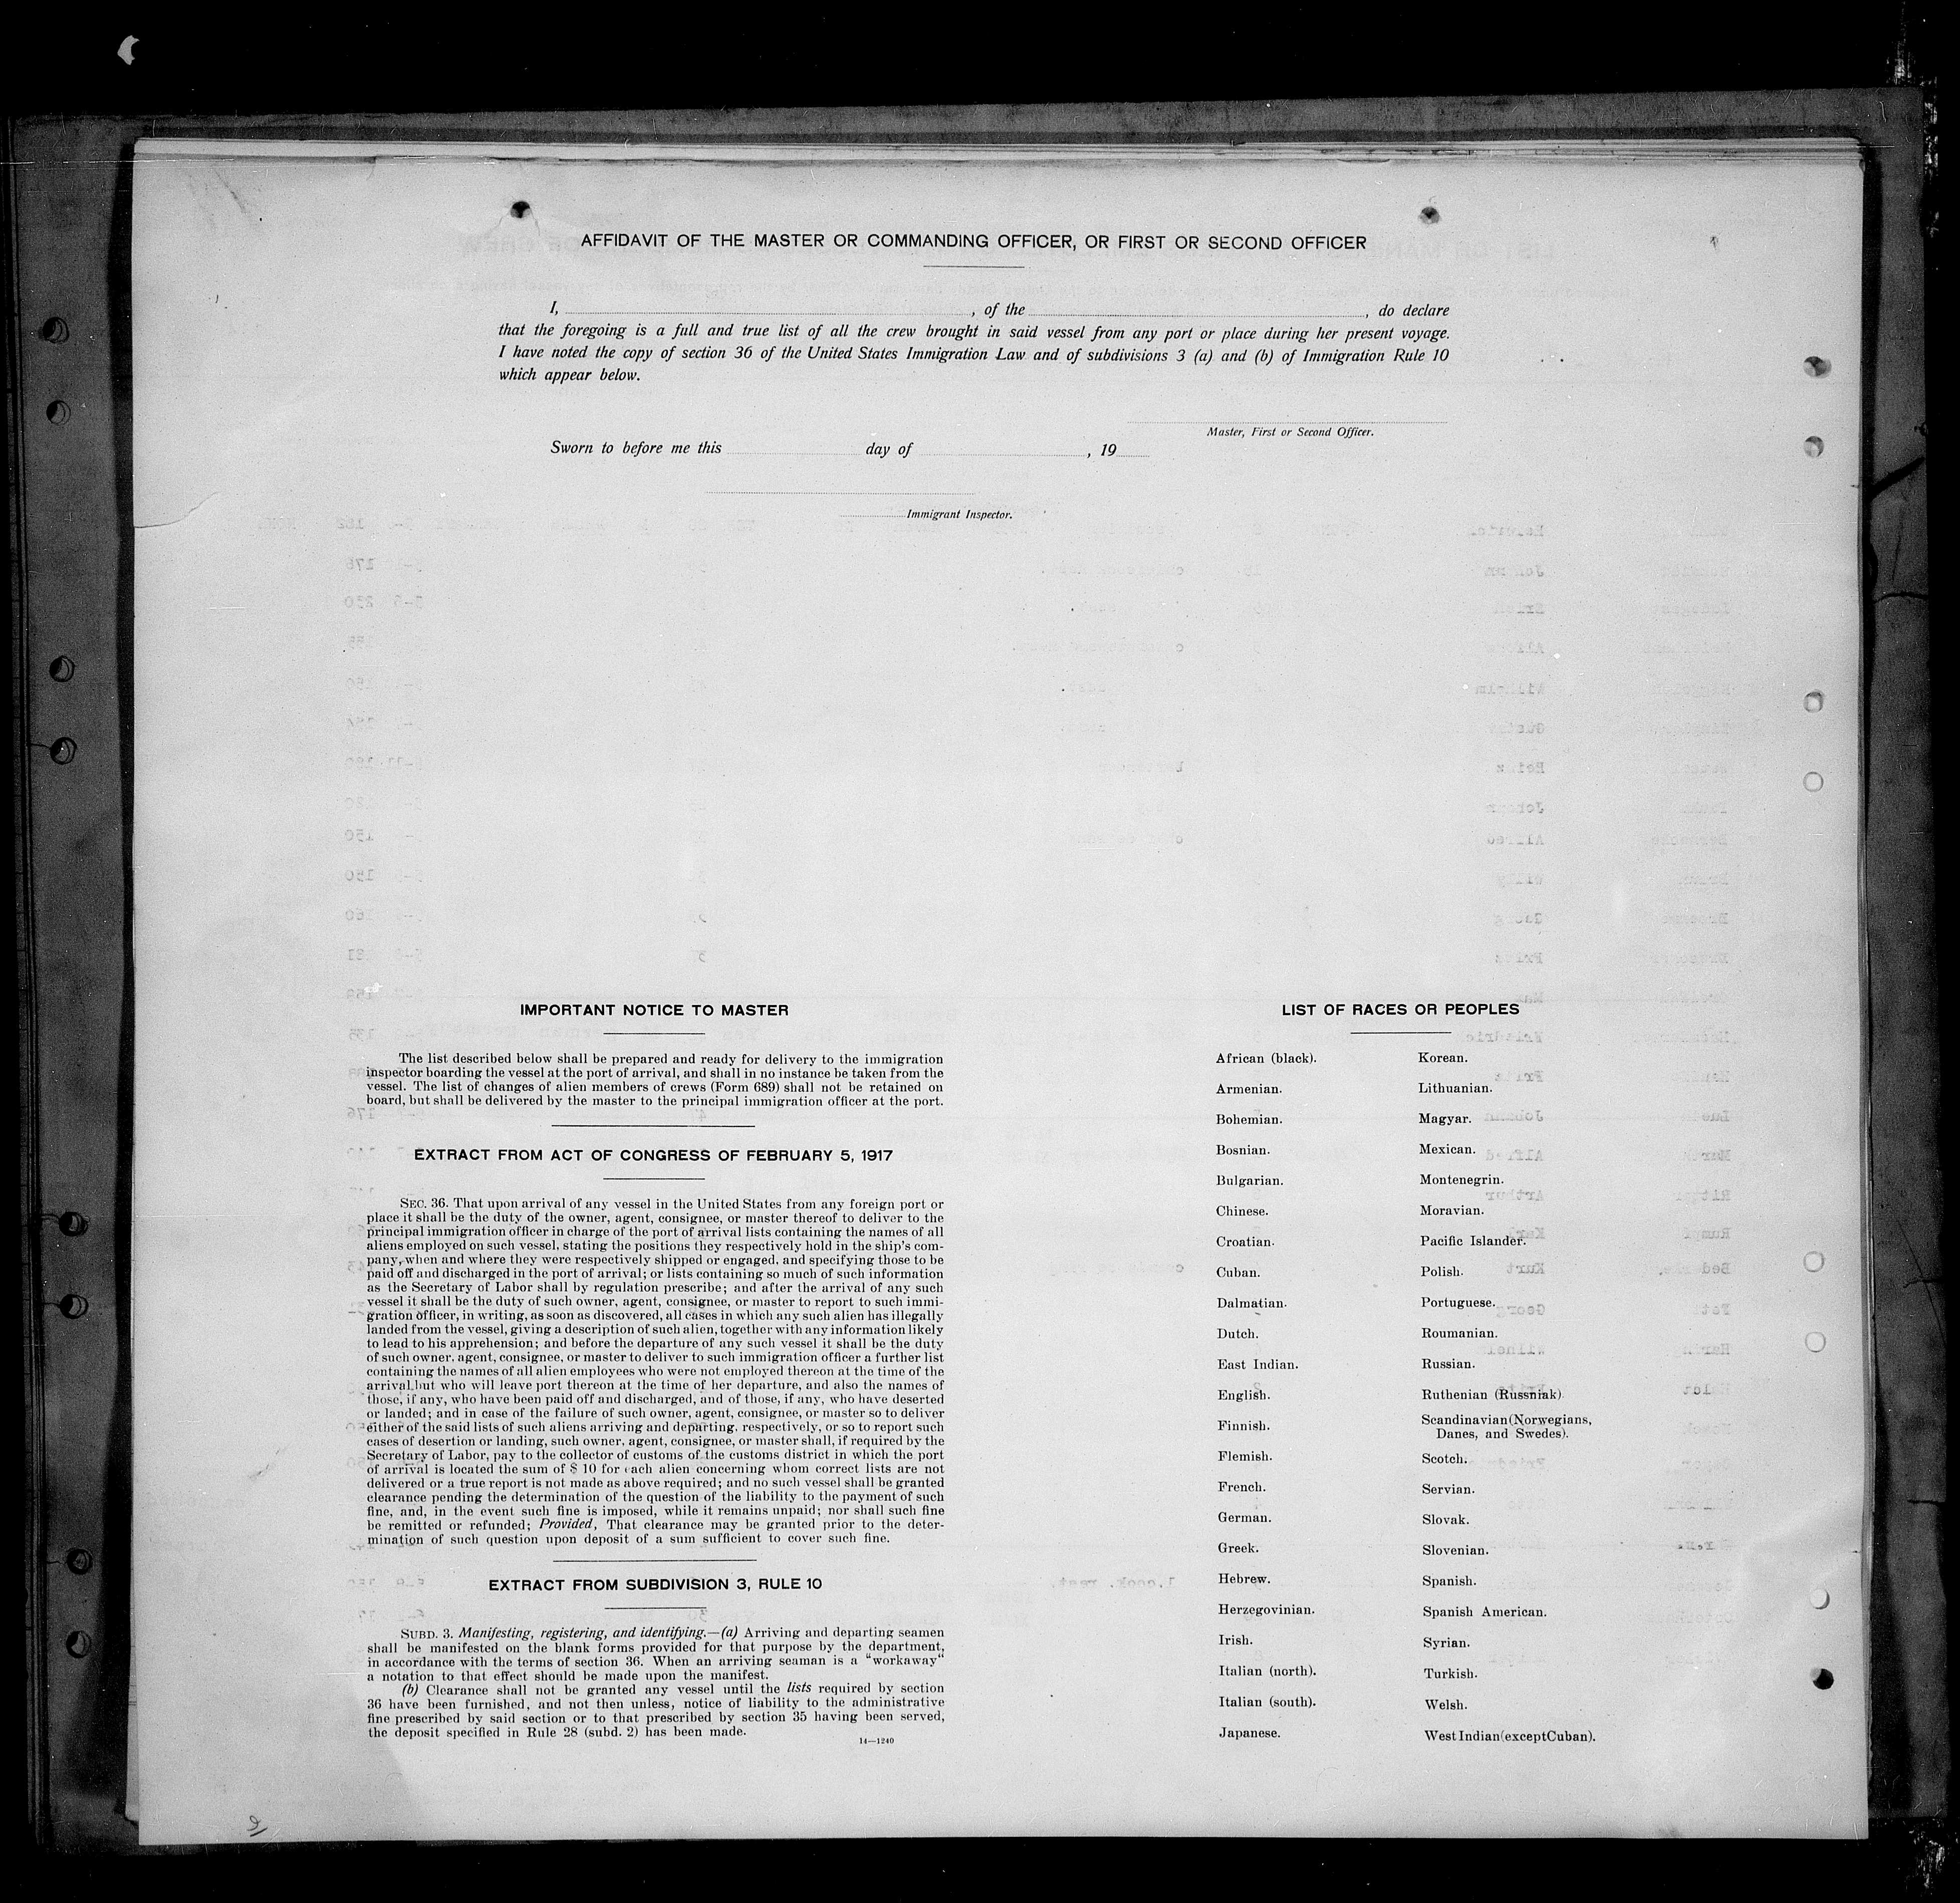 AFFIDAVIT OF THE MASTER OR COMMANDING OFFICER, OR FIRST OR SECOND OFFICER
I, , of the , do declare
that the foregoing is a full and true list of all the crew brought in said vessel from any port or place during her present voyage.
I have noted the copy of section 36 of the United States Immigration Law and of subdivisions 3 (a) and (b) of Immigration Rule 10
which appear below.
Master, First or Second Officer.
Sworn to before me this day of , 19
Immigrant Inspector.
IMPORTANT NOTICE TO MASTER
The list described below shall be prepared and ready for delivery to the immigration
inspector boarding the vessel at the port of arrival, and shall in no instance be taken from the
vessel. The list of changes of alien members of crews (Form 689) shall not be retained on
board, but shall be delivered by the master to the principal immigration officer at the port.
EXTRACT FROM ACT OF CONGRESS OF FEBRUARY 5, 1917
SEC. 36. That upon arrival of any vessel in the United States from any foreign port or
place it shall be the duty of the owner, agent, consignee, or master thereof to deliver to the
principal immigration officer in charge of the port of arrival lists containing the names of all
aliens employed on such vessel, stating the positions they respectively hold in the ship's com-
pany, when and where they were respectively shipped or engaged, and specifying those to be
paid off and discharged in the port of arrival; or lists containing so much of such information
as the Secretary of Labor shall by regulation prescribe; and after the arrival of any such
vessel it shall be the duty of such owner, agent, consignee, or master to report to such immi-
gration officer, in writing, as soon as discovered, all cases in which any such alien has illegally
landed from the vessel, giving a description of such alien, together with any information likely
to lead to his apprehension; and before the departure of any such vessel it shall be the duty
of such owner, agent, consignee, or master to deliver to such immigration officer a further list
containing the names of all alien employees who were not employed thereon at the time of the
arrival, but who will leave port thereon at the time of her departure, and also the names of
those, if any, who have been paid off and discharged, and of those, if any, who have deserted
or landed; and in case of the failure of such owner, agent, consignee, or master so to deliver
either of the said lists of such aliens arriving and departing, respectively, or so to report such
cases of desertion or landing, such owner, agent, consignee, or master shall, if required by the
Secretary of Labor, pay to the collector of customs of the customs district in which the port
of arrival is located the sum of $ 10 for each alien concerning whom correct lists are not
delivered or a true report is not made as above required; and no such vessel shall be granted
clearance pending the determination of the question of the liability to the payment of such
fine, and, in the event such fine is imposed, while it remains unpaid; nor shall such fine
be remitted or refunded; Provided, That clearance may be granted prior to the deter-
mination of such question upon deposit of a sum sufficient to cover such fine.
EXTRACT FROM SUBDIVISION 3, RULE 10
SUBD. 3. Manifesting, registering, and identifying.—(a) Arriving and departing seamen
shall be manifested on the blank forms provided for that purpose by the department,
in accordance with the terms of section 36. When an arriving seaman is a "workaway"
a notation to that effect should be made upon the manifest.
(b) Clearance shall not be granted any vessel until the lists required by section
36 have been furnished, and not then unless, notice of liability to the administrative
fine prescribed by said section or to that prescribed by section 35 having been served,
the deposit specified in Rule 28 (subd. 2) has been made.
14—1240
LIST OF RACES OR PEOPLES
African (black).
Armenian.
Bohemian.
Bosnian.
Bulgarian.
Chinese.
Croatian.
Cuban.
Dalmatian.
Dutch.
East Indian.
English.
Finnish.
Flemish.
French.
German.
Greek.
Hebrew.
Herzegovinian.
Irish.
Italian (north).
Italian (south).
Japanese.
Korean.
Lithuanian.
Magyar.
Mexican.
Montenegrin.
Moravian.
Pacific Islander.
Polish.
Portuguese.
Roumanian.
Russian.
Ruthenian (Russniak)
Scandinavian (Norwegians,
Danes, and Swedes).
Scotch.
Servian.
Slovak.
Slovenian.
Spanish.
Spanish American.
Syrian.
Turkish.
Welsh.
West Indian (except Cuban).